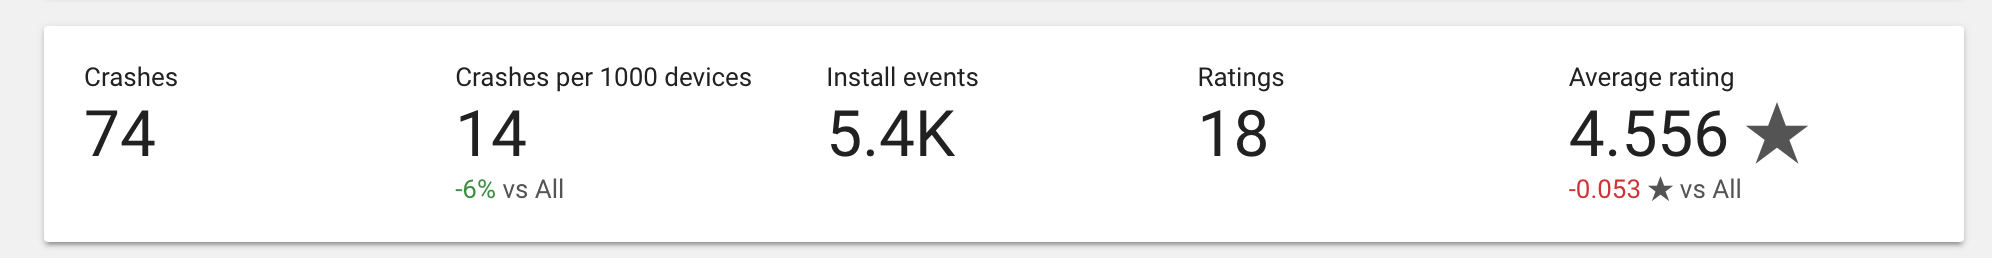 Crashes
74
Crashes per 1000 devices
14
-6% vs All
Install events
5.4K
Ratings
18
Average rating
4.556 ★
-0.053 ★ vs All